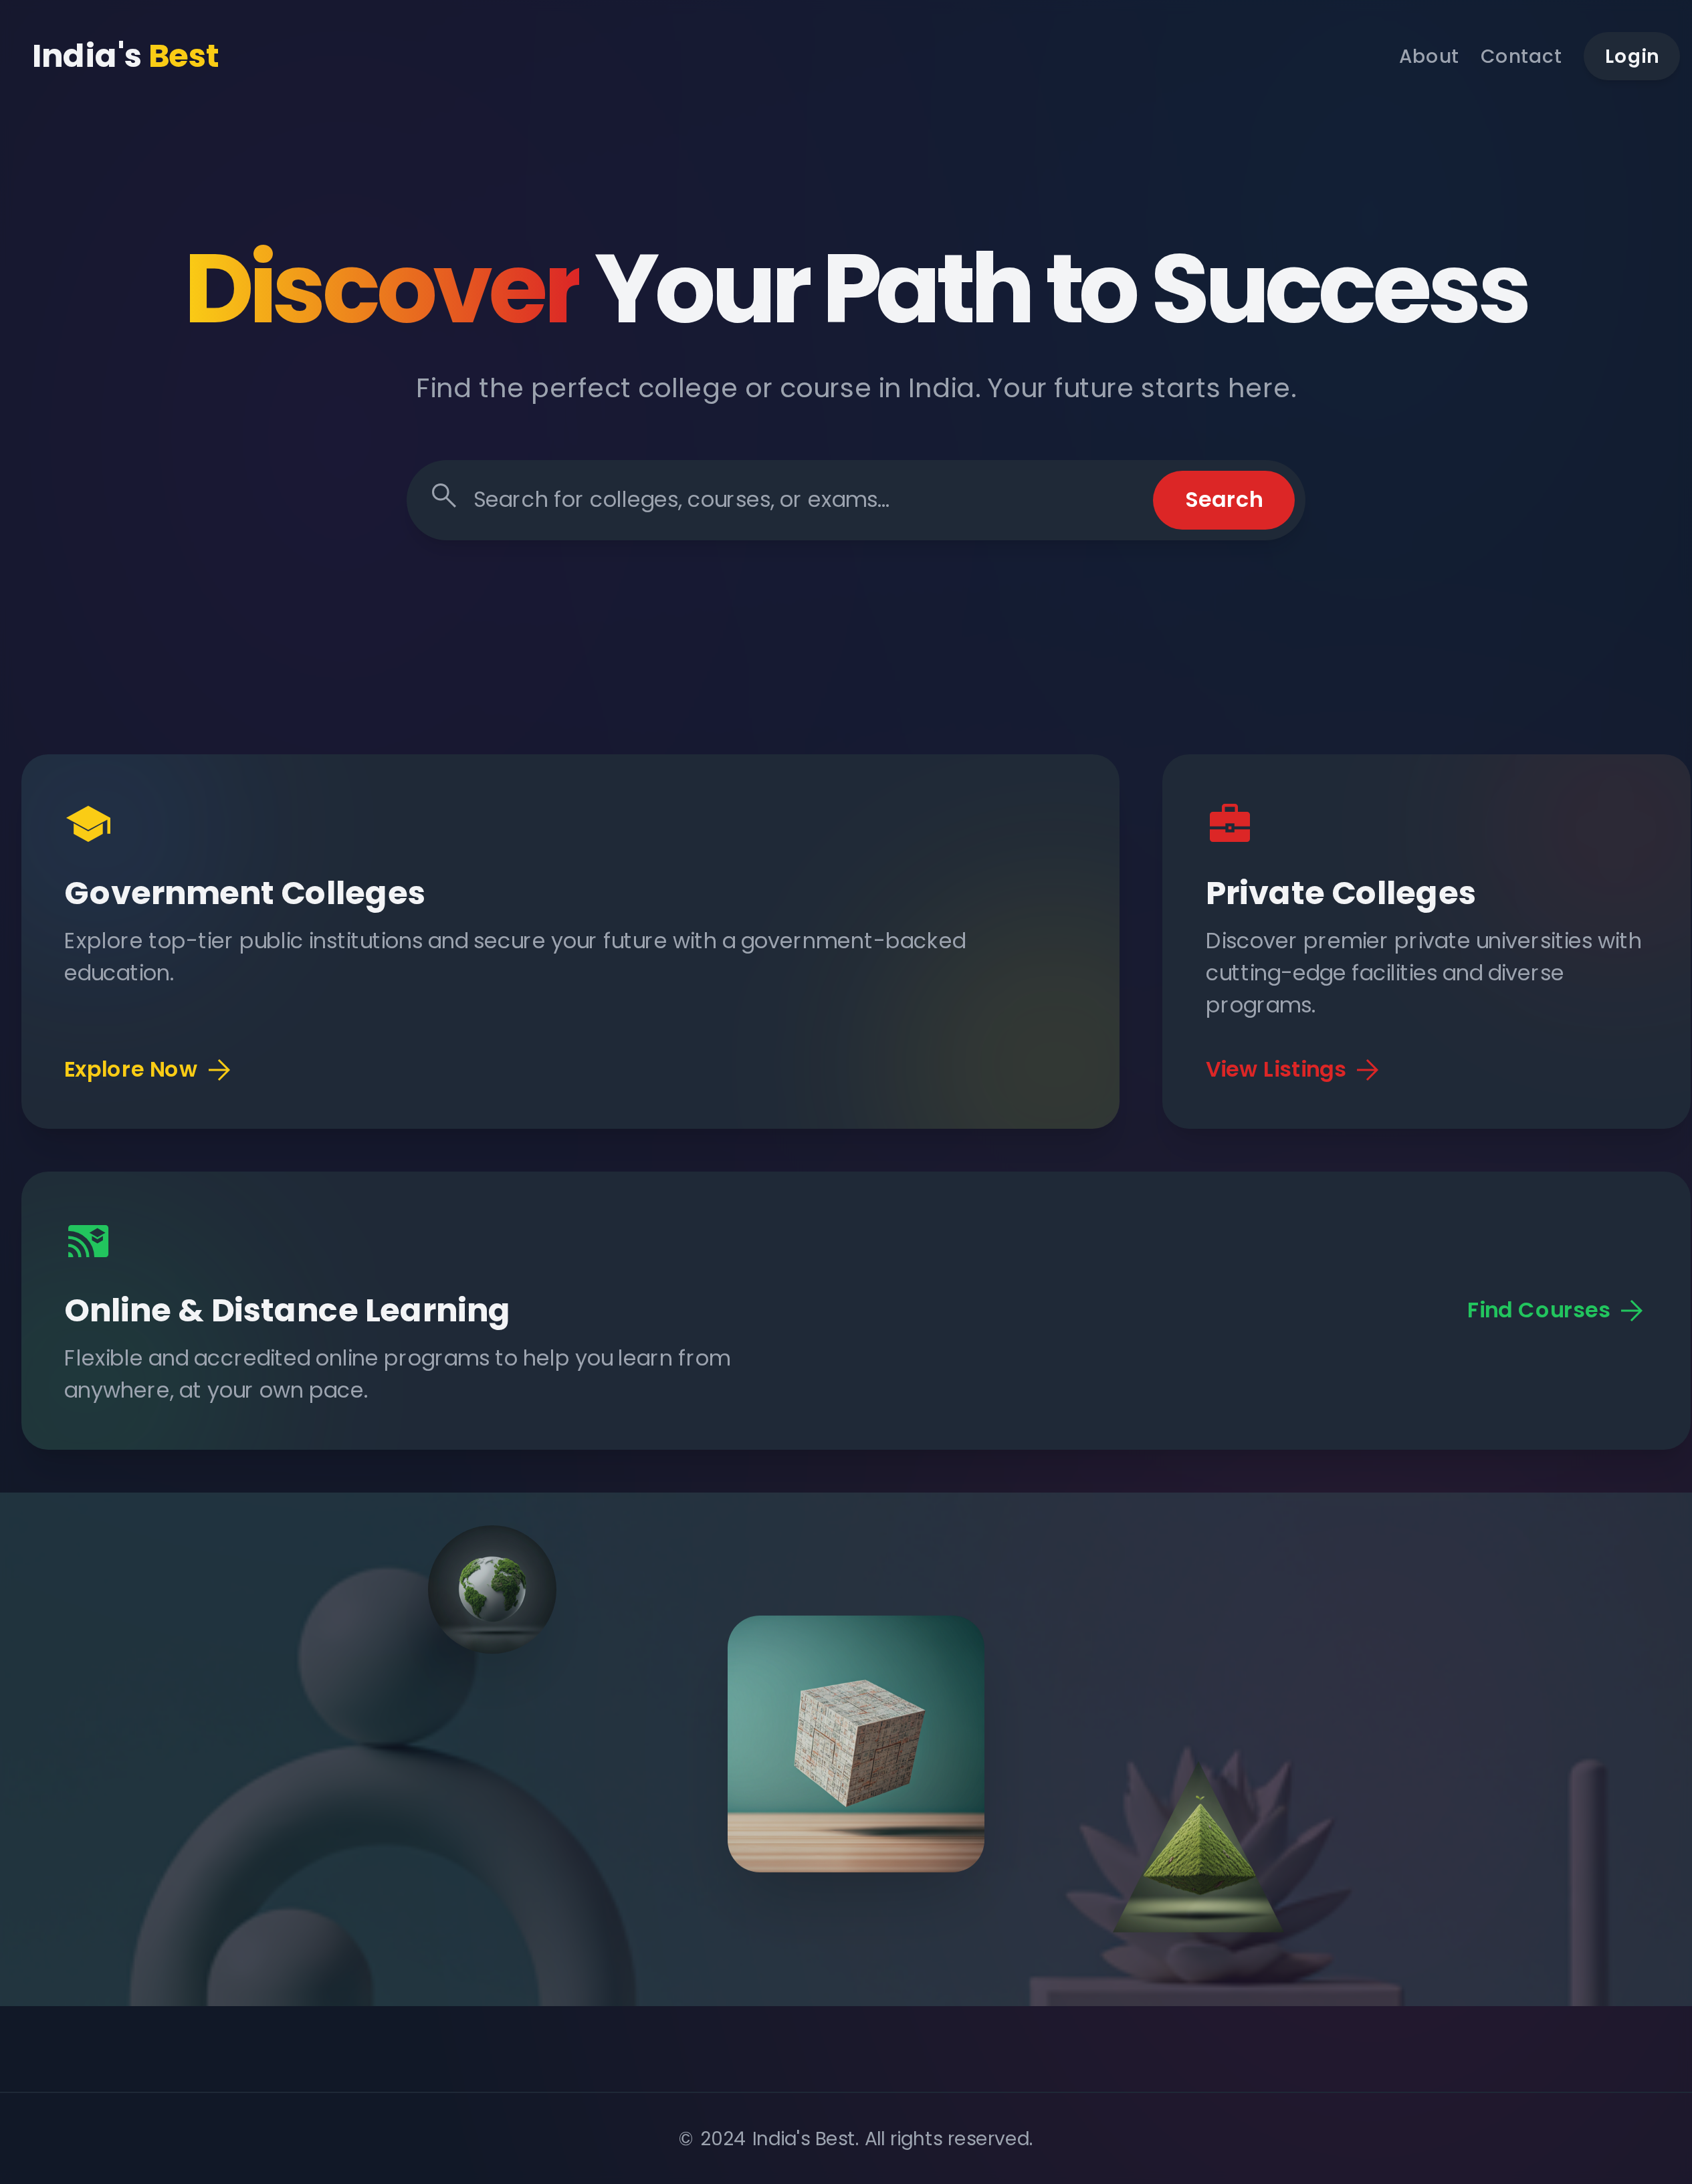 India's Best
About
Contact
Login
Discover Your Path to Success
Find the perfect college or course in India. Your future starts here.
Search for colleges, courses, or exams...
Search
Government Colleges
Explore top-tier public institutions and secure your future with a government-backed
education.
Explore Now
Private Colleges
Discover premier private universities with
cutting-edge facilities and diverse
programs.
View Listings
Online & Distance Learning
Flexible and accredited online programs to help you learn from
anywhere, at your own pace.
Find Courses
© 2024 India's Best. All rights reserved.